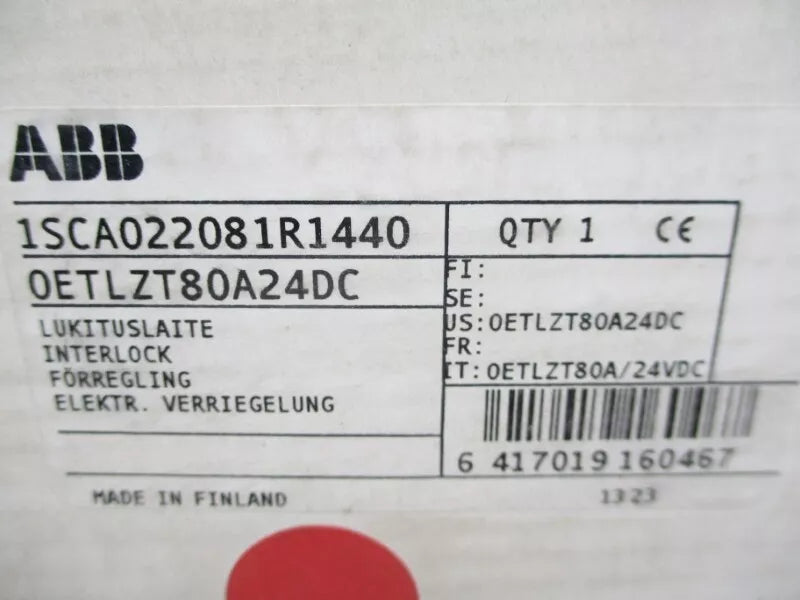 ABB
1SCA022081R1440
QTY 1 CE
OETLZT80A24DC
FI:
SE:
US:OETLZT80A24DC
FR:
IT:OETLZT80A/24VDC
LUKITUSLAITE
INTERLOCK
FÖRREGLING
ELEKTR. VERRIEGELUNG
6 417019 160467
MADE IN FINLAND
1323